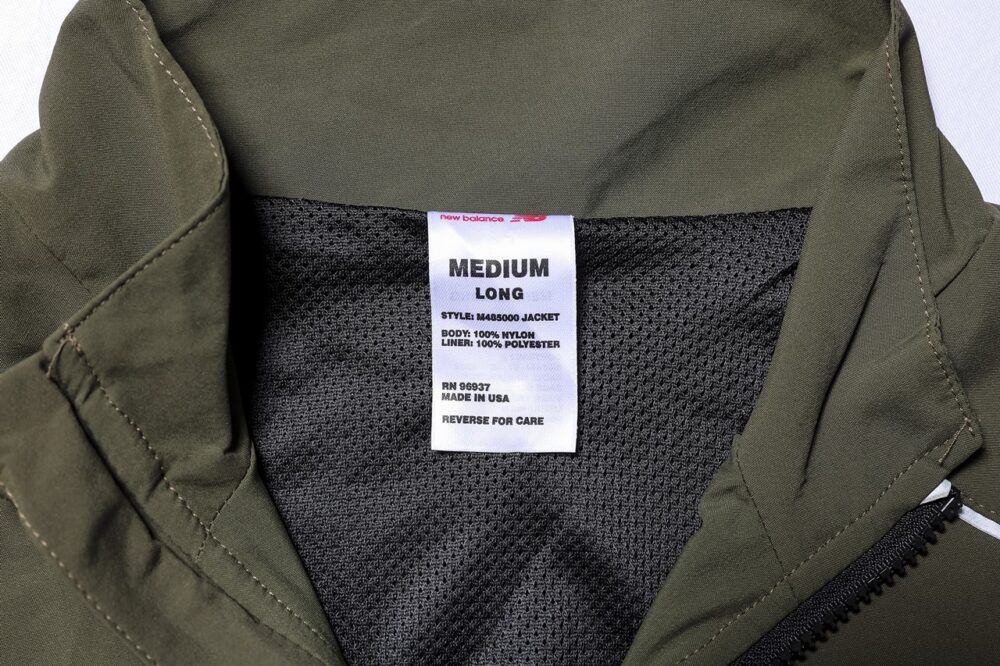 new balance NB
MEDIUM
LONG
STYLE: M485000 JACKET
BODY: 100% NYLON
LINER: 100% POLYESTER
RN 96937
MADE IN USA
REVERSE FOR CARE